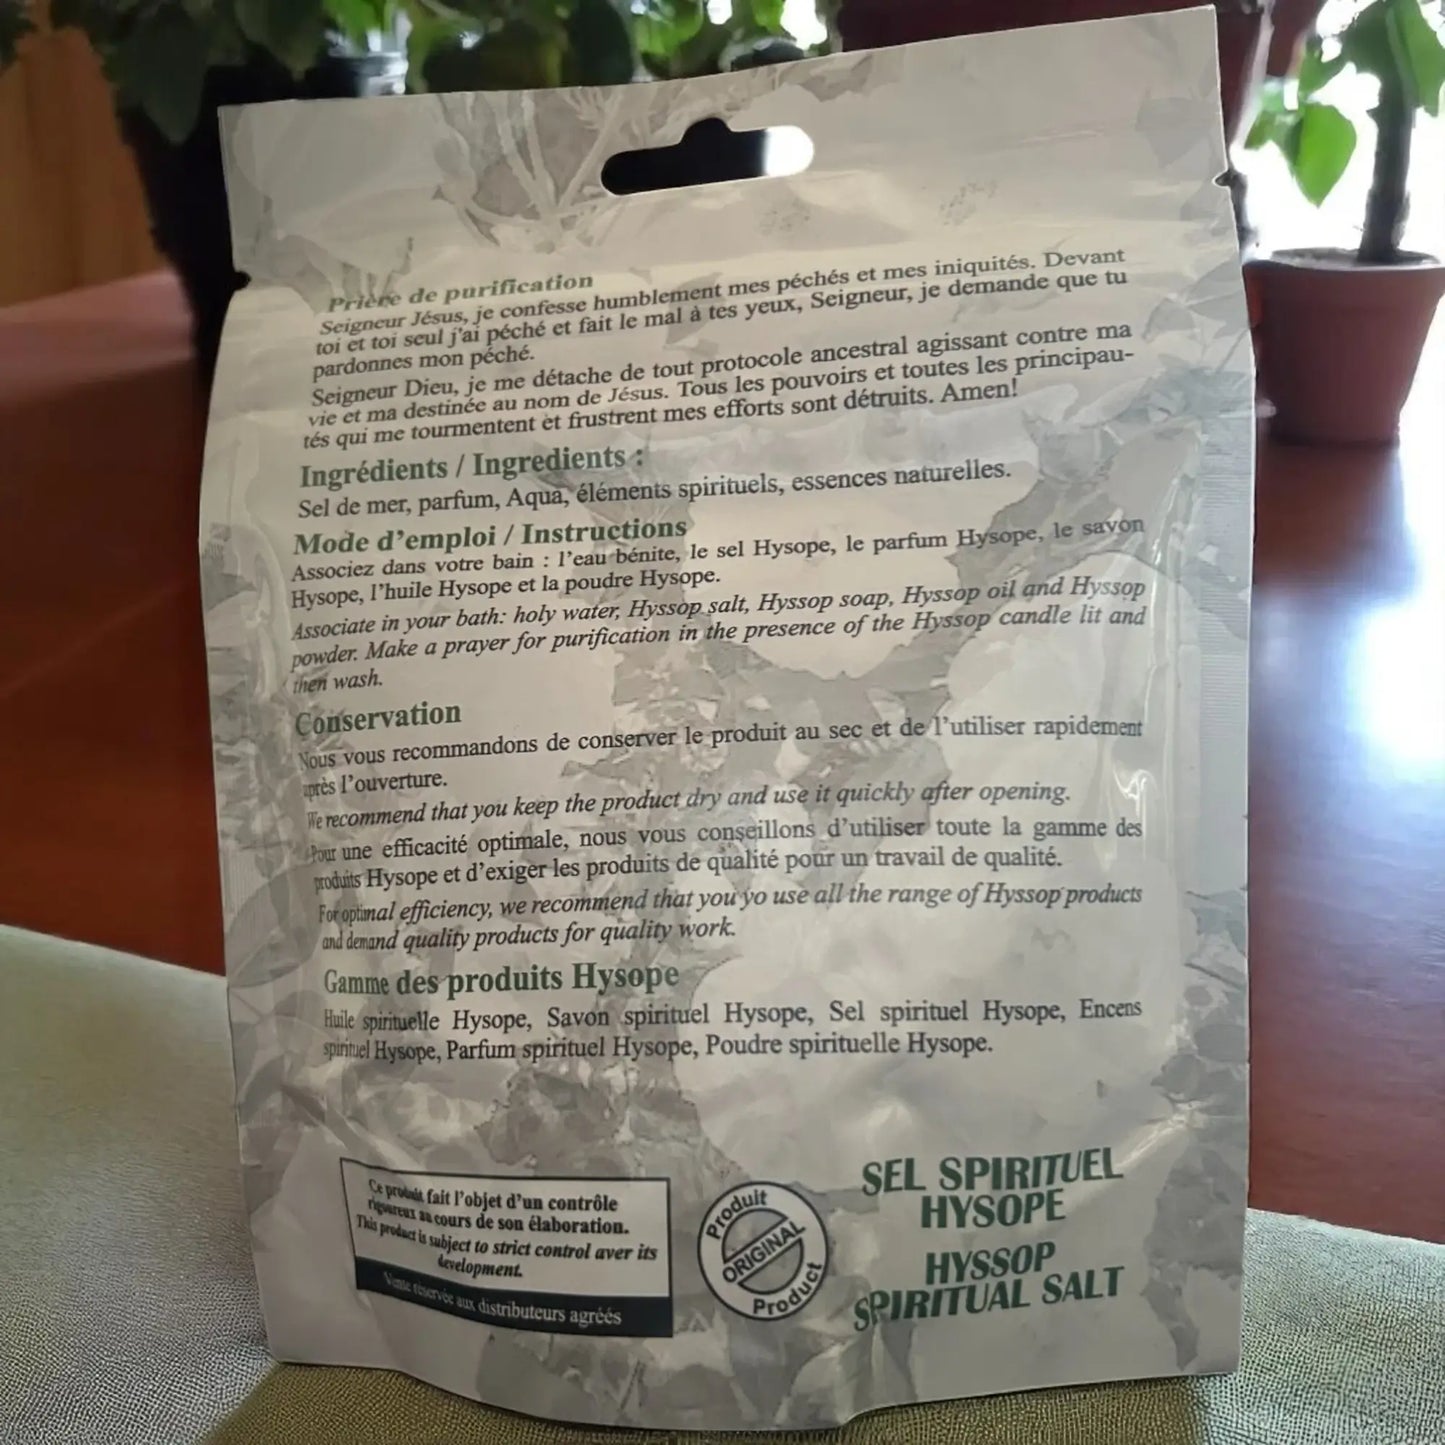 Prière de purification
Seigneur Jésus, je confesse humblement mes péchés et mes iniquités. Devant
toi et toi seul j'ai péché et fait le mal à tes yeux, Seigneur, je demande que tu
pardonnes mon péché.
Seigneur Dieu, je me détache de tout protocole ancestral agissant contre ma
vie et ma destinée au nom de Jésus. Tous les pouvoirs et toutes les principau-
tés qui me tourmentent et frustrent mes efforts sont détruits. Amen!
Ingrédients / Ingredients :
Sel de mer, parfum, Aqua, éléments spirituels, essences naturelles.
Mode d'emploi / Instructions
Associez dans votre bain : l'eau bénite, le sel Hysope, le parfum Hysope, le savon
Hysope, l'huile Hysope et la poudre Hysope.
Associate in your bath: holy water, Hyssop salt, Hyssop soap, Hyssop oil and Hyssop
powder. Make a prayer for purification in the presence of the Hyssop candle lit and
then wash.
Conservation
Nous vous recommandons de conserver le produit au sec et de l'utiliser rapidement
après l'ouverture.
We recommend that you keep the product dry and use it quickly after opening.
Pour une efficacité optimale, nous vous conseillons d'utiliser toute la gamme des
produits Hysope et d'exiger les produits de qualité pour un travail de qualité.
For optimal efficiency, we recommend that you yo use all the range of Hyssop products
and demand quality products for quality work.
Gamme des produits Hysope
Huile spirituelle Hysope, Savon spirituel Hysope, Sel spirituel Hysope, Encens
spirituel Hysope, Parfum spirituel Hysope, Poudre spirituelle Hysope.
Ce produit fait l'objet d'un contrôle
rigoureux au cours de son élaboration.
This product is subject to strict control aver its
development.
Vente réservée aux distributeurs agréés
Produit
ORIGINAL
Product
SEL SPIRITUEL
HYSOPE
HYSSOP
SPIRITUAL SALT